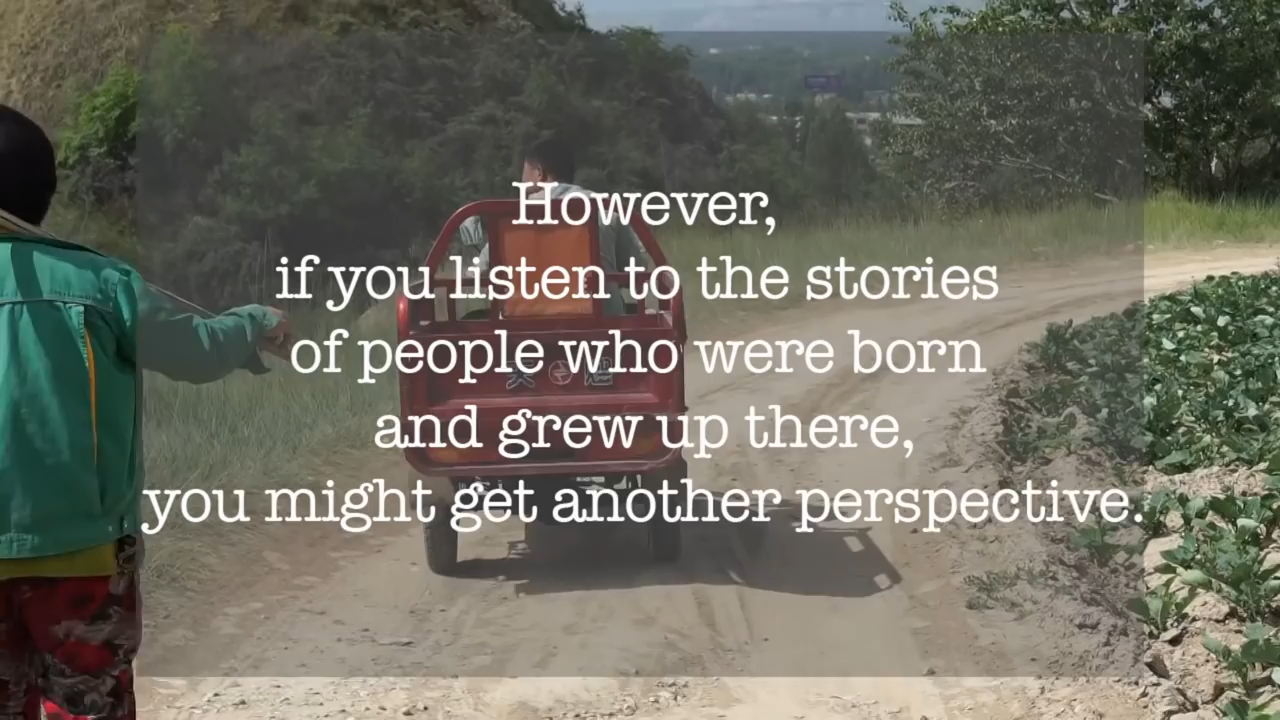 However,
if you listen to the stories
of people who were born
and grew up there,
you might get another perspective.